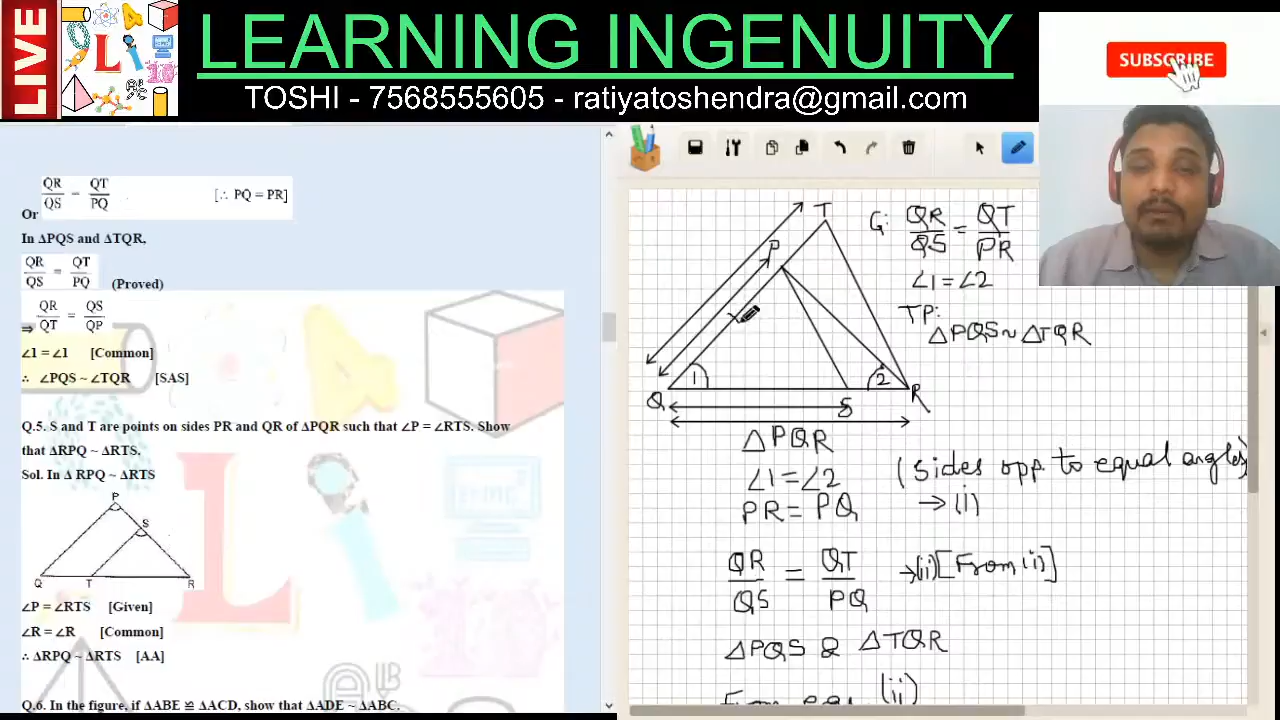 LIVE
LEARNING INGENUITY
TOSHI - 7568555605 - ratiyatoshendra@gmail.com
SUBSCRIBE
QR/QS = QT/PQ [∴ PQ = PR]
Or
In ΔPQS and ΔTQR,
QR/QS = QT/PQ (Proved)
⇒ QR/QT = QS/QP
∠1 = ∠1 [Common]
∴ ∠PQS ~ ∠TQR [SAS]
Q.5. S and T are points on sides PR and QR of ΔPQR such that ∠P = ∠RTS. Show
that ΔRPQ ~ ΔRTS.
Sol. In Δ RPQ ~ ΔRTS
P
S
Q T R
∠P = ∠RTS [Given]
∠R = ∠R [Common]
∴ ΔRPQ ~ ΔRTS [AA]
Q.6. In the figure, if ΔABE ≅ ΔACD, show that ΔADE ~ ΔABC.
T
P
1
2
Q S R
G: QR/QS = QT/PR
∠1 = ∠2
TP:
ΔPQS ~ ΔTQR
ΔPQR
∠1 = ∠2 (Sides opp. to equal angles)
PR = PQ → (i)
QR/QS = QT/PQ → (ii) [From (i)]
ΔPQS & ΔTQR
From eqn (ii)